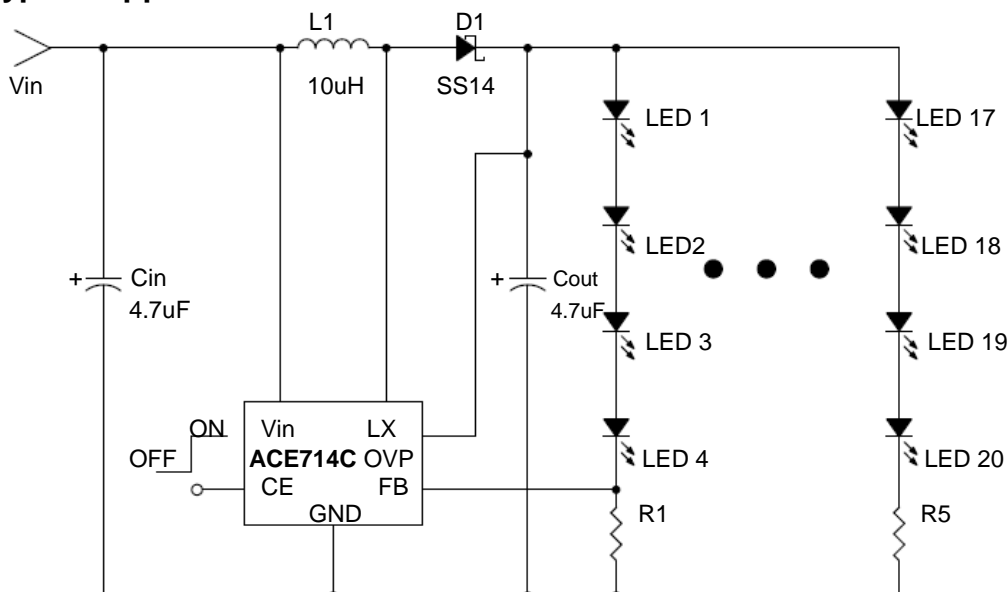 L1
D1
Vin
10uH
SS14
LED 1
LED 17
LED2
LED 18
+
Cin
4.7uF
+
Cout
4.7uF
LED 3
LED 19
ON
OFF
Vin
LX
ACE714C
OVP
CE
FB
GND
LED 4
LED 20
R1
R5